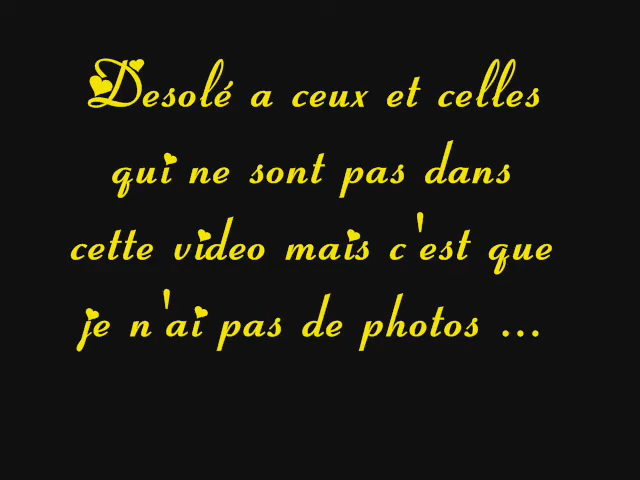 Desolé a ceux et celles
qui ne sont pas dans
cette video mais c'est que
je n'ai pas de photos ...